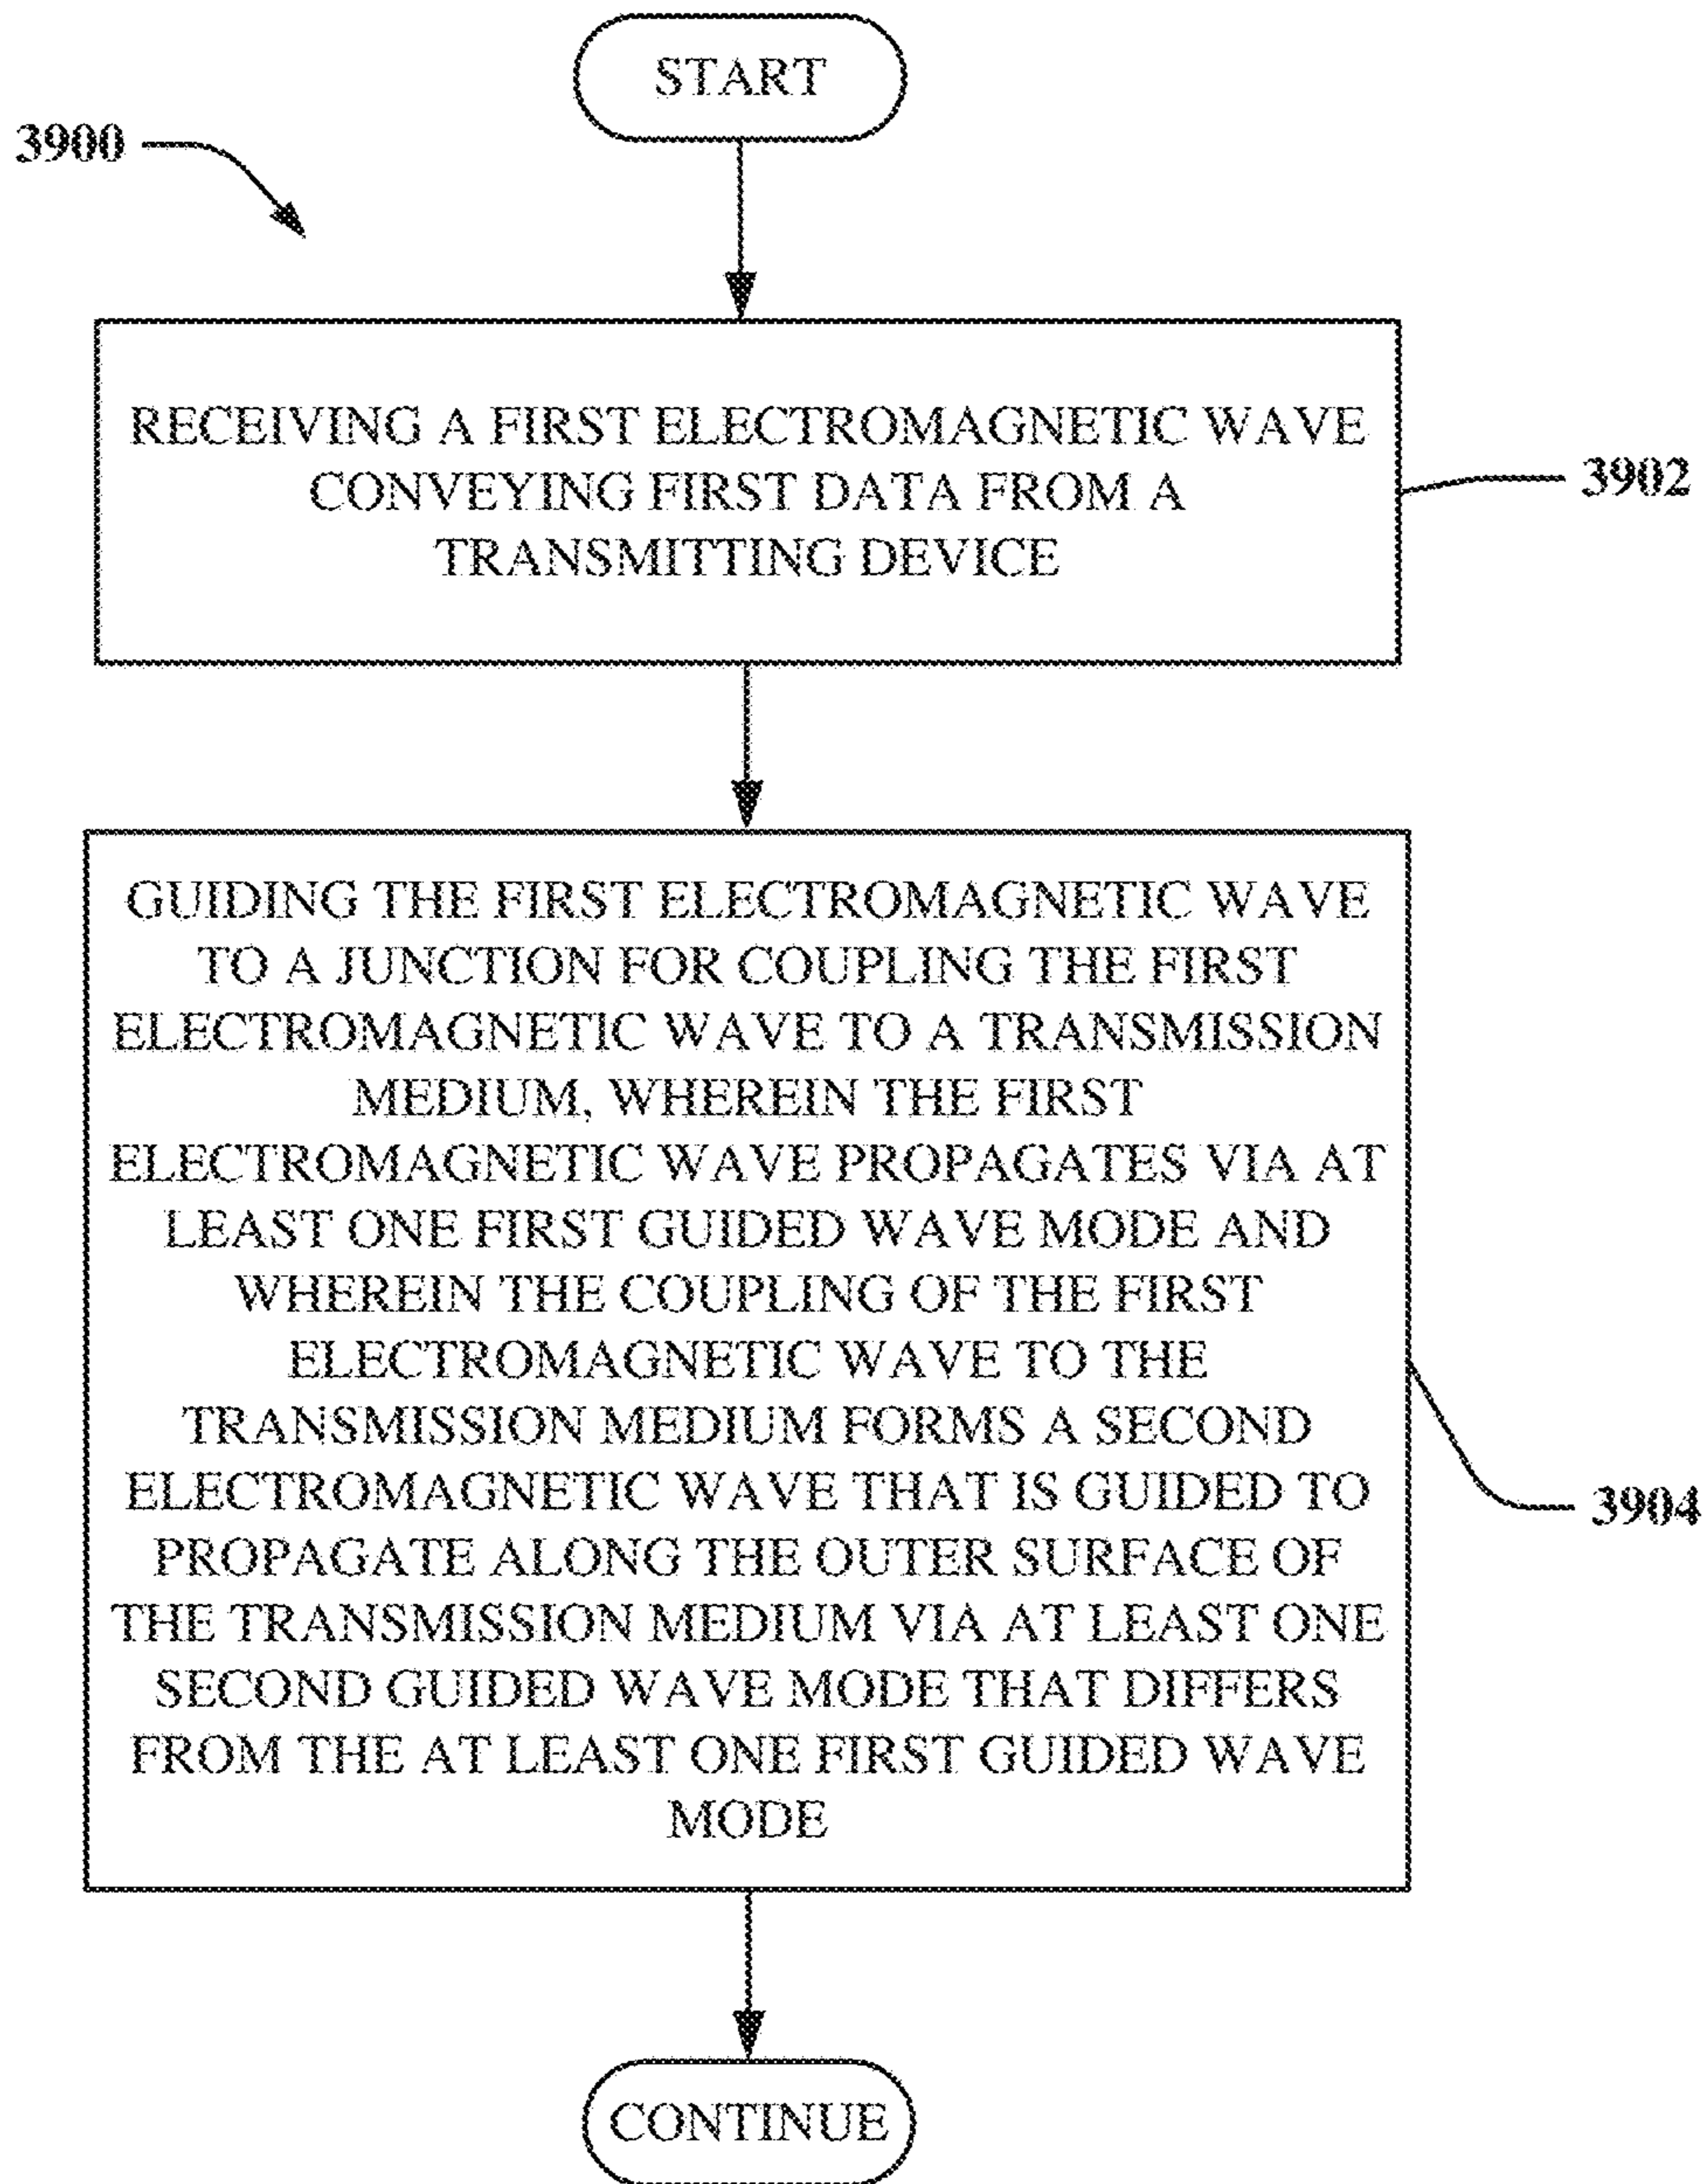 START
3900
RECEIVING A FIRST ELECTROMAGNETIC WAVE
CONVEYING FIRST DATA FROM A
TRANSMITTING DEVICE
3902
GUIDING THE FIRST ELECTROMAGNETIC WAVE
TO A JUNCTION FOR COUPLING THE FIRST
ELECTROMAGNETIC WAVE TO A TRANSMISSION
MEDIUM, WHEREIN THE FIRST
ELECTROMAGNETIC WAVE PROPAGATES VIA AT
LEAST ONE FIRST GUIDED WAVE MODE AND
WHEREIN THE COUPLING OF THE FIRST
ELECTROMAGNETIC WAVE TO THE
TRANSMISSION MEDIUM FORMS A SECOND
ELECTROMAGNETIC WAVE THAT IS GUIDED TO
PROPAGATE ALONG THE OUTER SURFACE OF
THE TRANSMISSION MEDIUM VIA AT LEAST ONE
SECOND GUIDED WAVE MODE THAT DIFFERS
FROM THE AT LEAST ONE FIRST GUIDED WAVE
MODE
3904
CONTINUE